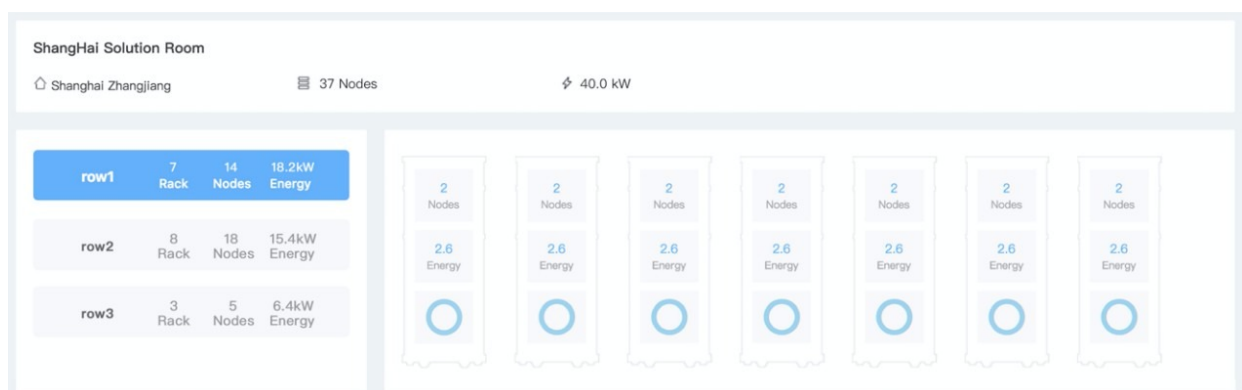 ShangHai Solution Room
Shanghai Zhangjiang 37 Nodes 40.0 kW
row1 7 Rack 14 Nodes 18.2kW Energy
row2 8 Rack 18 Nodes 15.4kW Energy
row3 3 Rack 5 Nodes 6.4kW Energy
2 2 2 2 2 2 2
Nodes Nodes Nodes Nodes Nodes Nodes Nodes
2.6 2.6 2.6 2.6 2.6 2.6 2.6
Energy Energy Energy Energy Energy Energy Energy